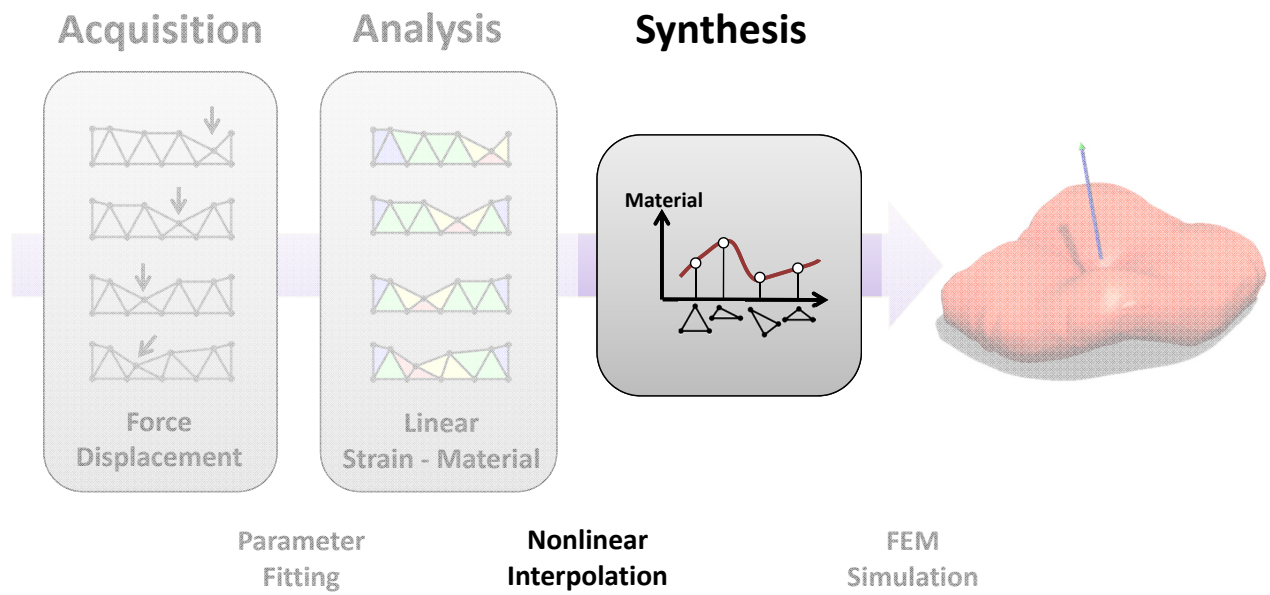 Acquisition
Analysis
Synthesis
Material
Force
Displacement
Linear
Strain - Material
Parameter
Fitting
Nonlinear
Interpolation
FEM
Simulation